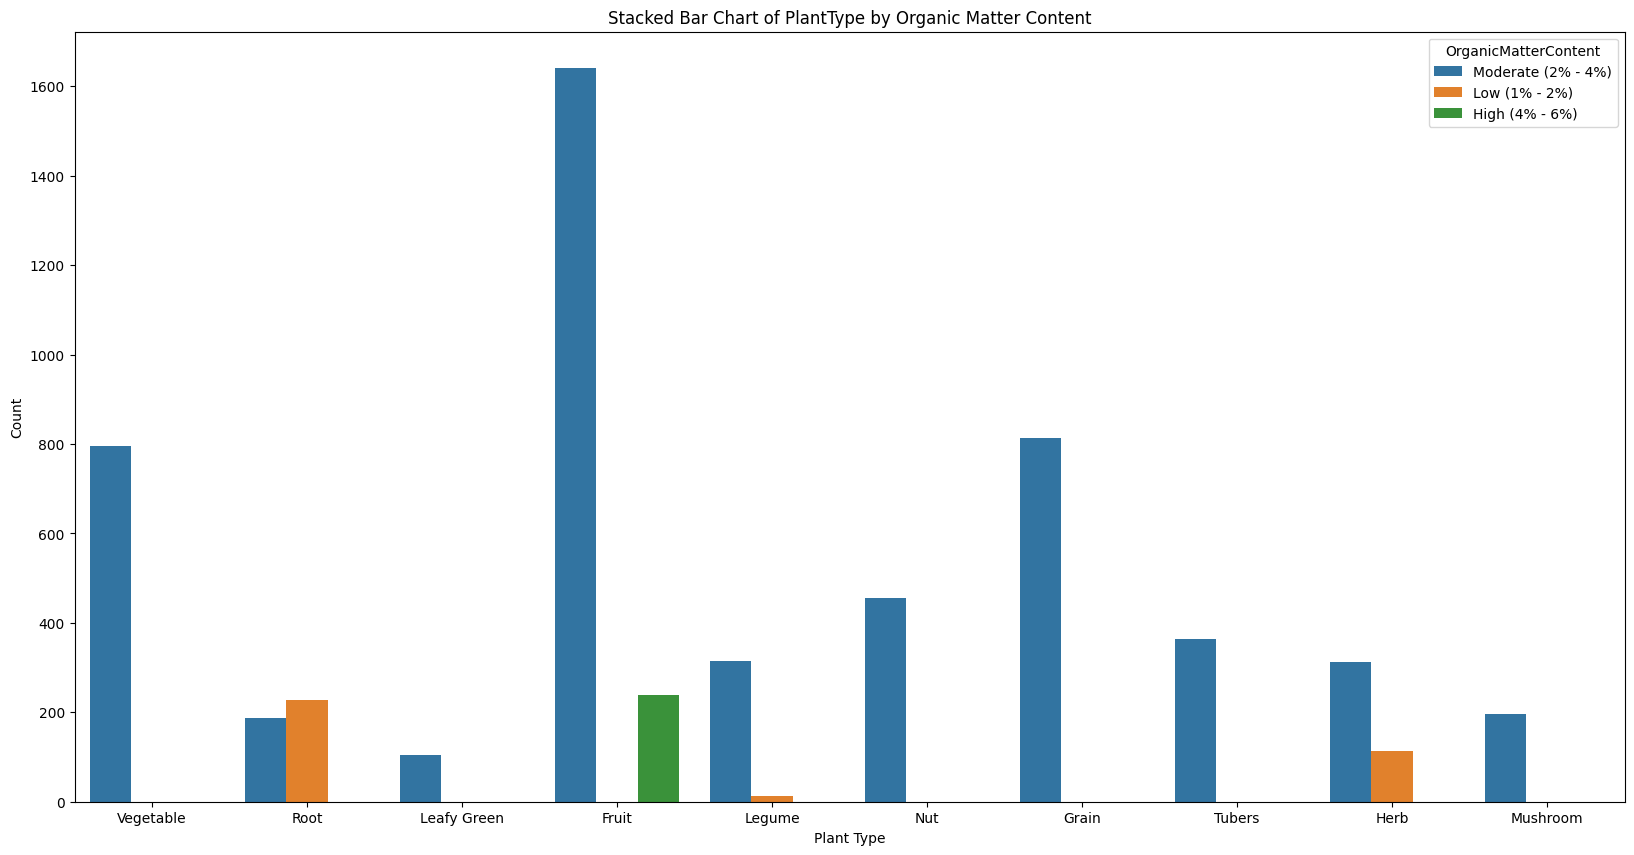 Stacked Bar Chart of PlantType by Organic Matter Content
OrganicMatterContent
Moderate (2% - 4%)
Low (1% - 2%)
High (4% - 6%)
Count
1600
1400
1200
1000
800
600
400
200
0
Vegetable Root Leafy Green Fruit Legume Nut Grain Tubers Herb Mushroom
Plant Type